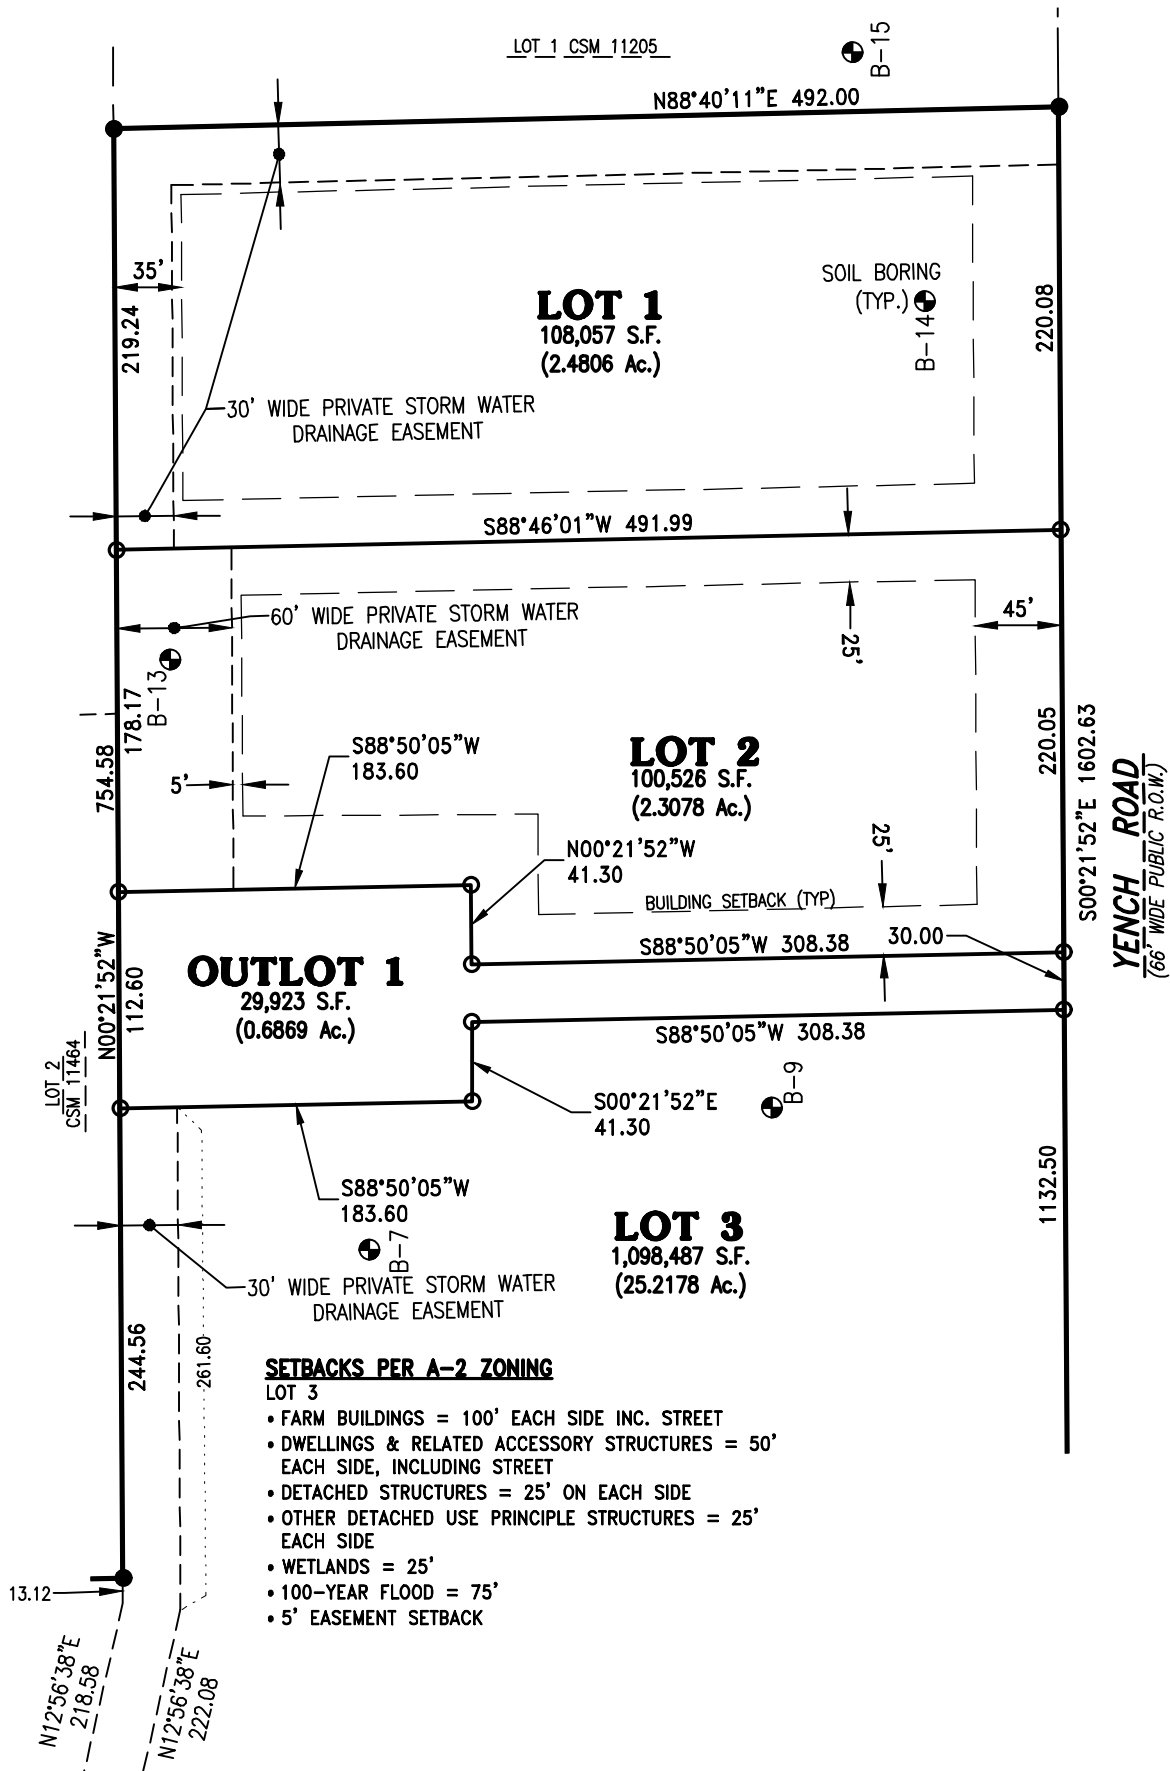 LOT 1 CSM 11205
B-15
N88°40'11"E 492.00
35'
219.24
LOT 1
108,057 S.F.
(2.4806 Ac.)
SOIL BORING
(TYP.)
B-14
220.08
30' WIDE PRIVATE STORM WATER
DRAINAGE EASEMENT
S88°46'01"W 491.99
60' WIDE PRIVATE STORM WATER
DRAINAGE EASEMENT
25'
45'
B-13
178.17
754.58
S88°50'05"W
183.60
5'
LOT 2
100,526 S.F.
(2.3078 Ac.)
220.05
S00°21'52"E 1602.63
YENCH ROAD
(66' WIDE PUBLIC R.O.W.)
N00°21'52"W
41.30
25'
BUILDING SETBACK (TYP)
S88°50'05"W 308.38
30.00
OUTLOT 1
29,923 S.F.
(0.6869 Ac.)
N00°21'52"W
112.60
LOT 2
CSM 11464
S88°50'05"W 308.38
S00°21'52"E
41.30
B-9
S88°50'05"W
183.60
B-7
LOT 3
1,098,487 S.F.
(25.2178 Ac.)
1132.50
30' WIDE PRIVATE STORM WATER
DRAINAGE EASEMENT
244.56
261.60
SETBACKS PER A-2 ZONING
LOT 3
• FARM BUILDINGS = 100' EACH SIDE INC. STREET
• DWELLINGS & RELATED ACCESSORY STRUCTURES = 50'
EACH SIDE, INCLUDING STREET
• DETACHED STRUCTURES = 25' ON EACH SIDE
• OTHER DETACHED USE PRINCIPLE STRUCTURES = 25'
EACH SIDE
• WETLANDS = 25'
• 100-YEAR FLOOD = 75'
• 5' EASEMENT SETBACK
13.12
N12°56'38"E
218.58
N12°56'38"E
222.08